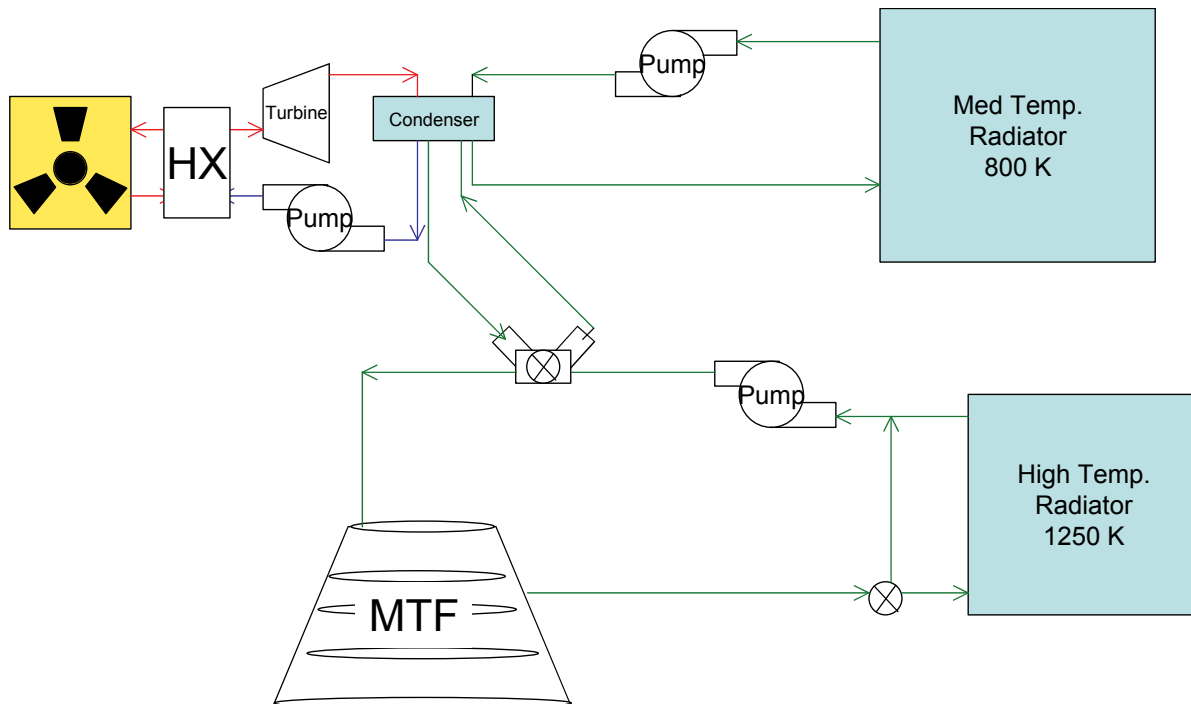 Pump
Turbine
Condenser
Med Temp.
Radiator
800 K
HX
Pump
Pump
High Temp.
Radiator
1250 K
MTF